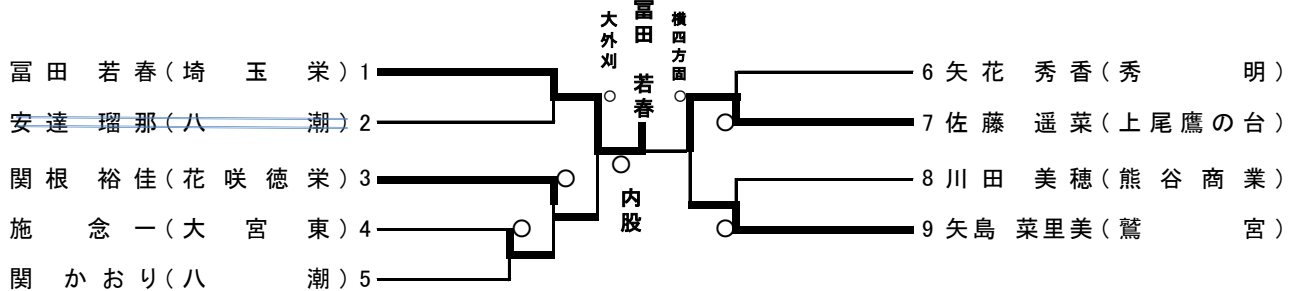 冨田 若春(埼玉栄) 1
安達 瑠那(八潮) 2
関根 裕佳(花咲徳栄) 3
施 念一(大宮東) 4
関 かおり(八潮) 5
大外刈
冨田 若春
横四方固
内股
6 矢花 秀香(秀明)
7 佐藤 遥菜(上尾鷹の台)
8 川田 美穂(熊谷商業)
9 矢島 菜里美(鷲宮)